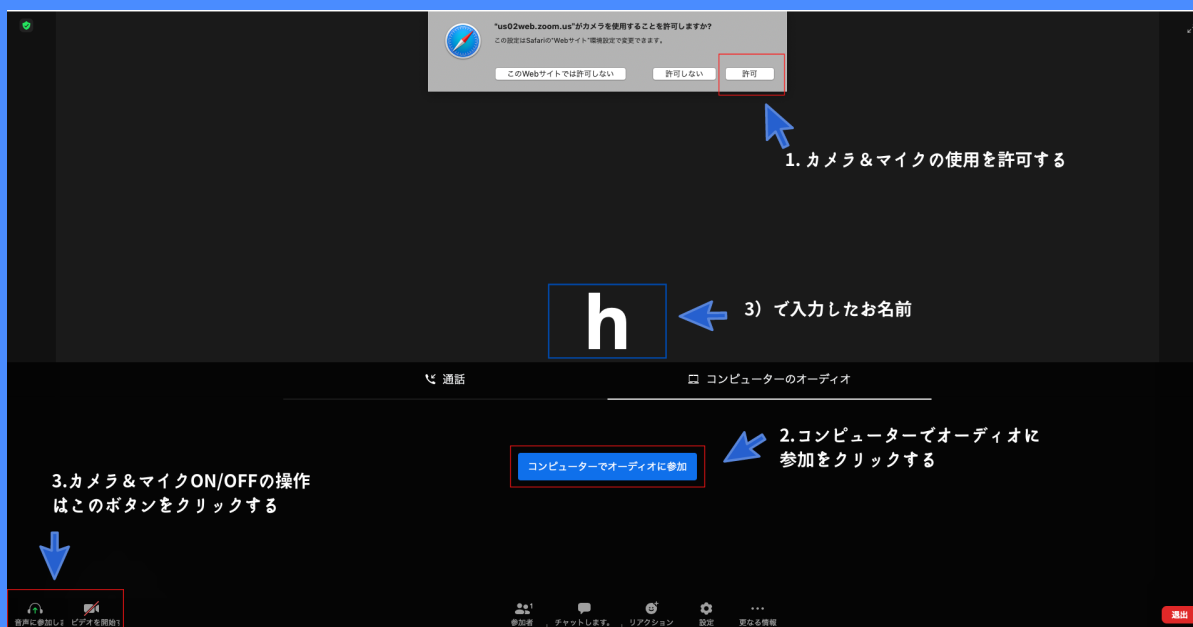 "us02web.zoom.us"がカメラを使用することを許可しますか?
この設定はSafariの"Webサイト"環境設定で変更できます。
このWebサイトでは許可しない
許可しない
許可
1. カメラ&マイクの使用を許可する
h
3）で入力したお名前
通話
コンピューターのオーディオ
2.コンピューターでオーディオに
参加をクリックする
コンピューターでオーディオに参加
3.カメラ&マイクON/OFFの操作
はこのボタンをクリックする
音声に参加しま
ビデオを開始す
参加者
1
チャットします。
リアクション
設定
更なる情報
退出